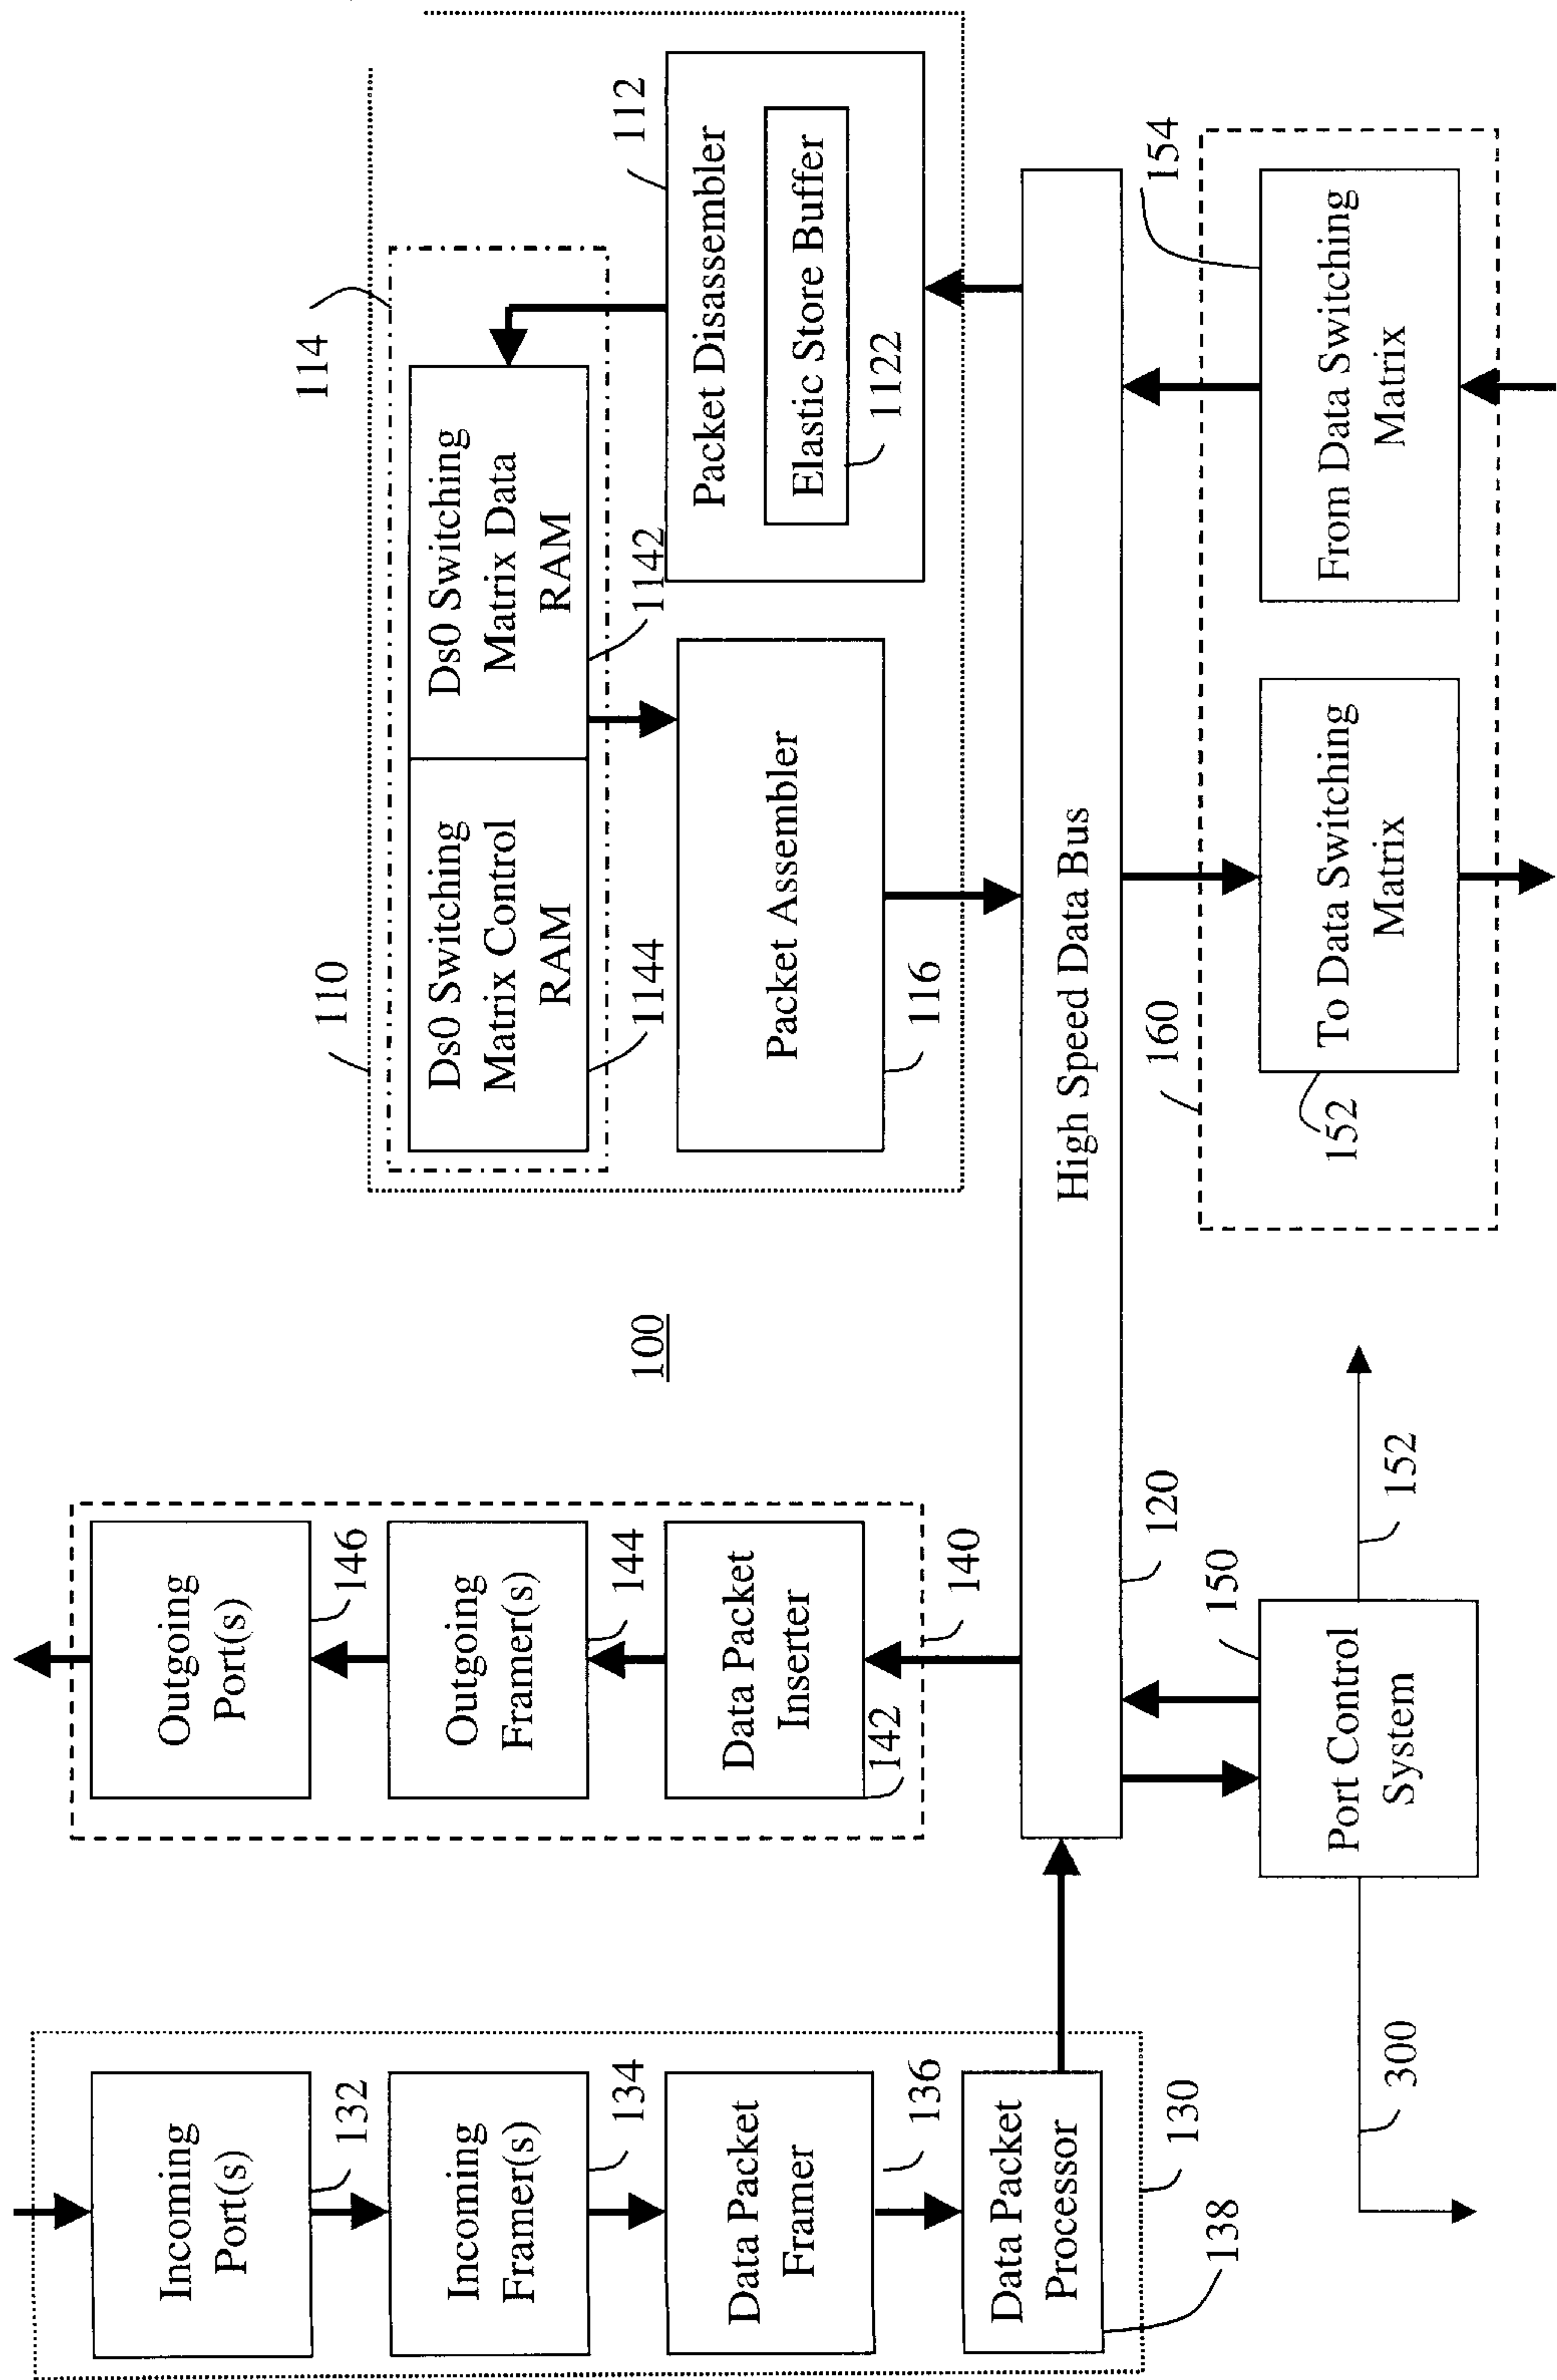 Incoming
Port(s)
132
Incoming
Framer(s)
134
Data Packet
Framer
136
Data Packet
Processor
138
130
Outgoing
Port(s)
146
Outgoing
Framer(s)
144
Data Packet
Inserter
142
140
100
110
114
Ds0 Switching
Matrix Control
RAM
1144
Ds0 Switching
Matrix Data
RAM
1142
Packet Assembler
116
112
Packet Disassembler
Elastic Store Buffer
1122
High Speed Data Bus
120
150
Port Control
System
300
152
160
To Data Switching
Matrix
152
154
From Data Switching
Matrix